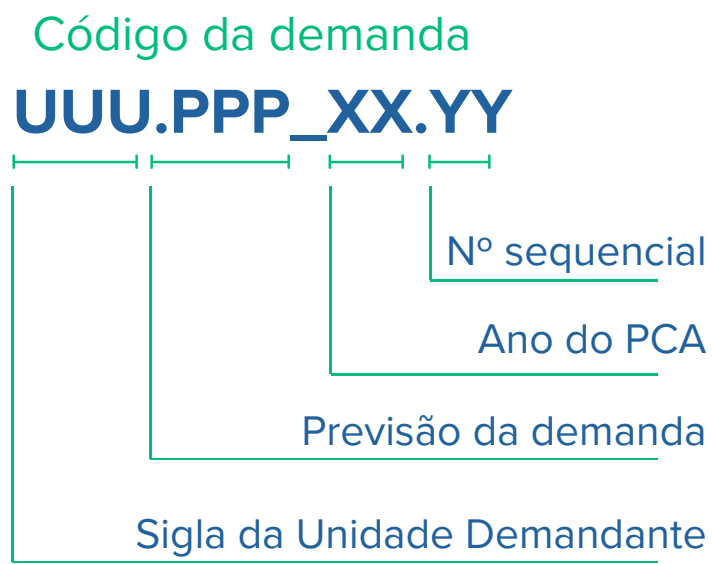 Código da demanda
UUU.PPP_XX.YY
Nº sequencial
Ano do PCA
Previsão da demanda
Sigla da Unidade Demandante